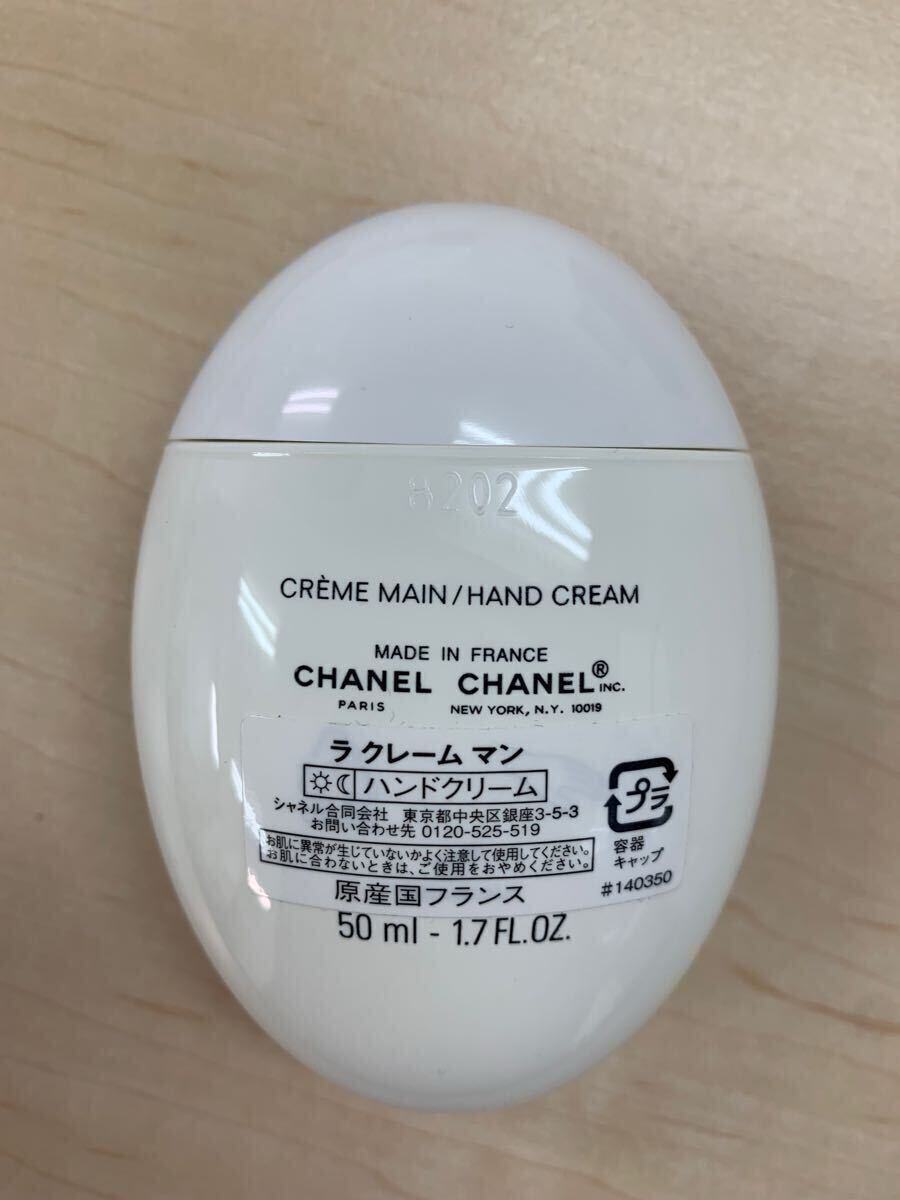 8202
CRÈME MAIN/HAND CREAM
MADE IN FRANCE
CHANEL CHANEL® INC.
PARIS NEW YORK, N.Y. 10019
ラ クレーム マン
ハンドクリーム
シャネル合同会社 東京都中央区銀座3-5-3
お問い合わせ先 0120-525-519
お肌に異常が生じていないかよく注意して使用してください。
お肌に合わないときは、ご使用をおやめください。
原産国フランス
プラ
容器
キャップ
#140350
50 ml - 1.7 FL.OZ.